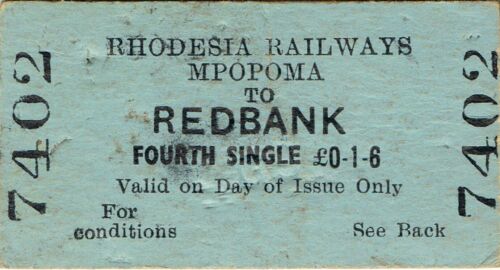 7402
RHODESIA RAILWAYS
MPOPOMA
TO
REDBANK
FOURTH SINGLE £0-1-6
Valid on Day of Issue Only
For
conditions See Back
7402